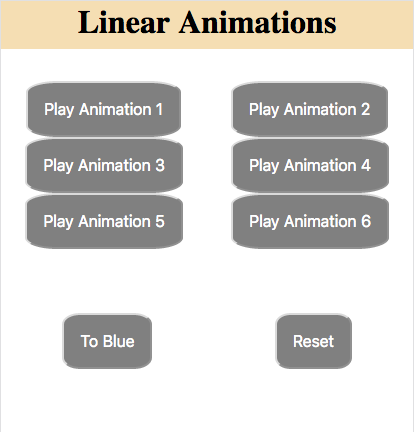 Linear Animations
Play Animation 1 Play Animation 2
Play Animation 3 Play Animation 4
Play Animation 5 Play Animation 6
To Blue Reset